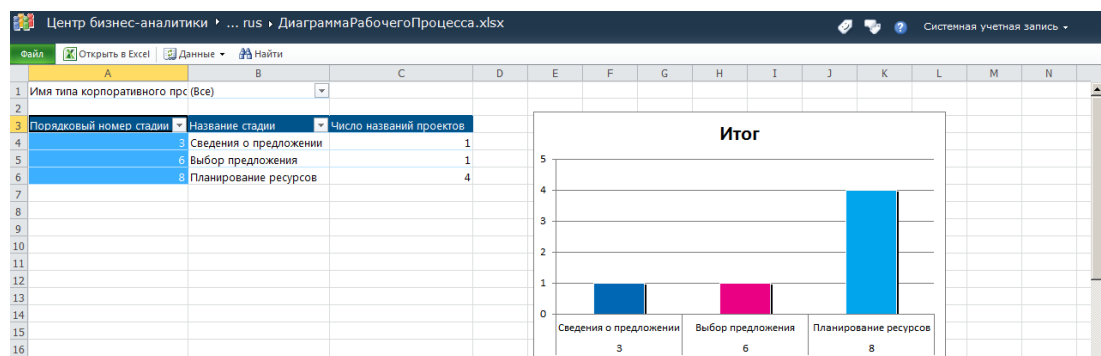 Центр бизнес-аналитики ▸ ... rus ▸ ДиаграммаРабочегоПроцесса.xlsx Системная учетная запись
Файл Открыть в Excel Данные Найти
A B C D E F G H I J K L M N
1 Имя типа корпоративного прс (Все)
2
3 Порядковый номер стадии Название стадии Число названий проектов
4 3 Сведения о предложении 1
5 6 Выбор предложения 1
6 8 Планирование ресурсов 4
7
8
9
10
11
12
13
14
15
16
Итог
5
4
3
2
1
0
Сведения о предложении Выбор предложения Планирование ресурсов
3 6 8